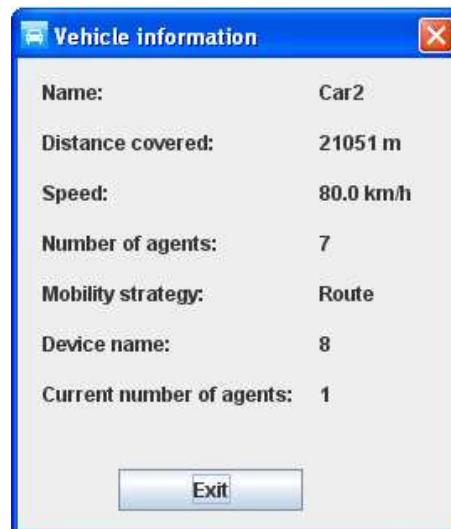 Vehicle information
Name: Car2
Distance covered: 21051 m
Speed: 80.0 km/h
Number of agents: 7
Mobility strategy: Route
Device name: 8
Current number of agents: 1
Exit